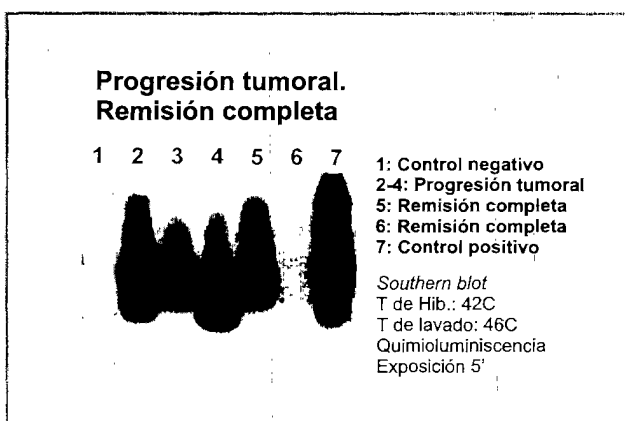 Progresión tumoral.
Remisión completa
1 2 3 4 5 6 7
1: Control negativo
2-4: Progresión tumoral
5: Remisión completa
6: Remisión completa
7: Control positivo
Southern blot
T de Hib.: 42C
T de lavado: 46C
Quimioluminiscencia
Exposición 5'